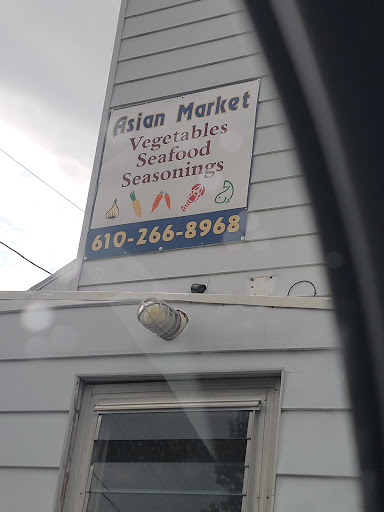 Asian Market
Vegetables
Seafood
Seasonings
610-266-8968